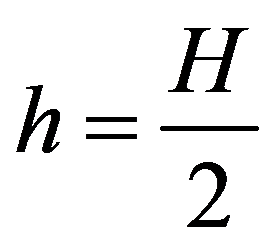 h = H/2